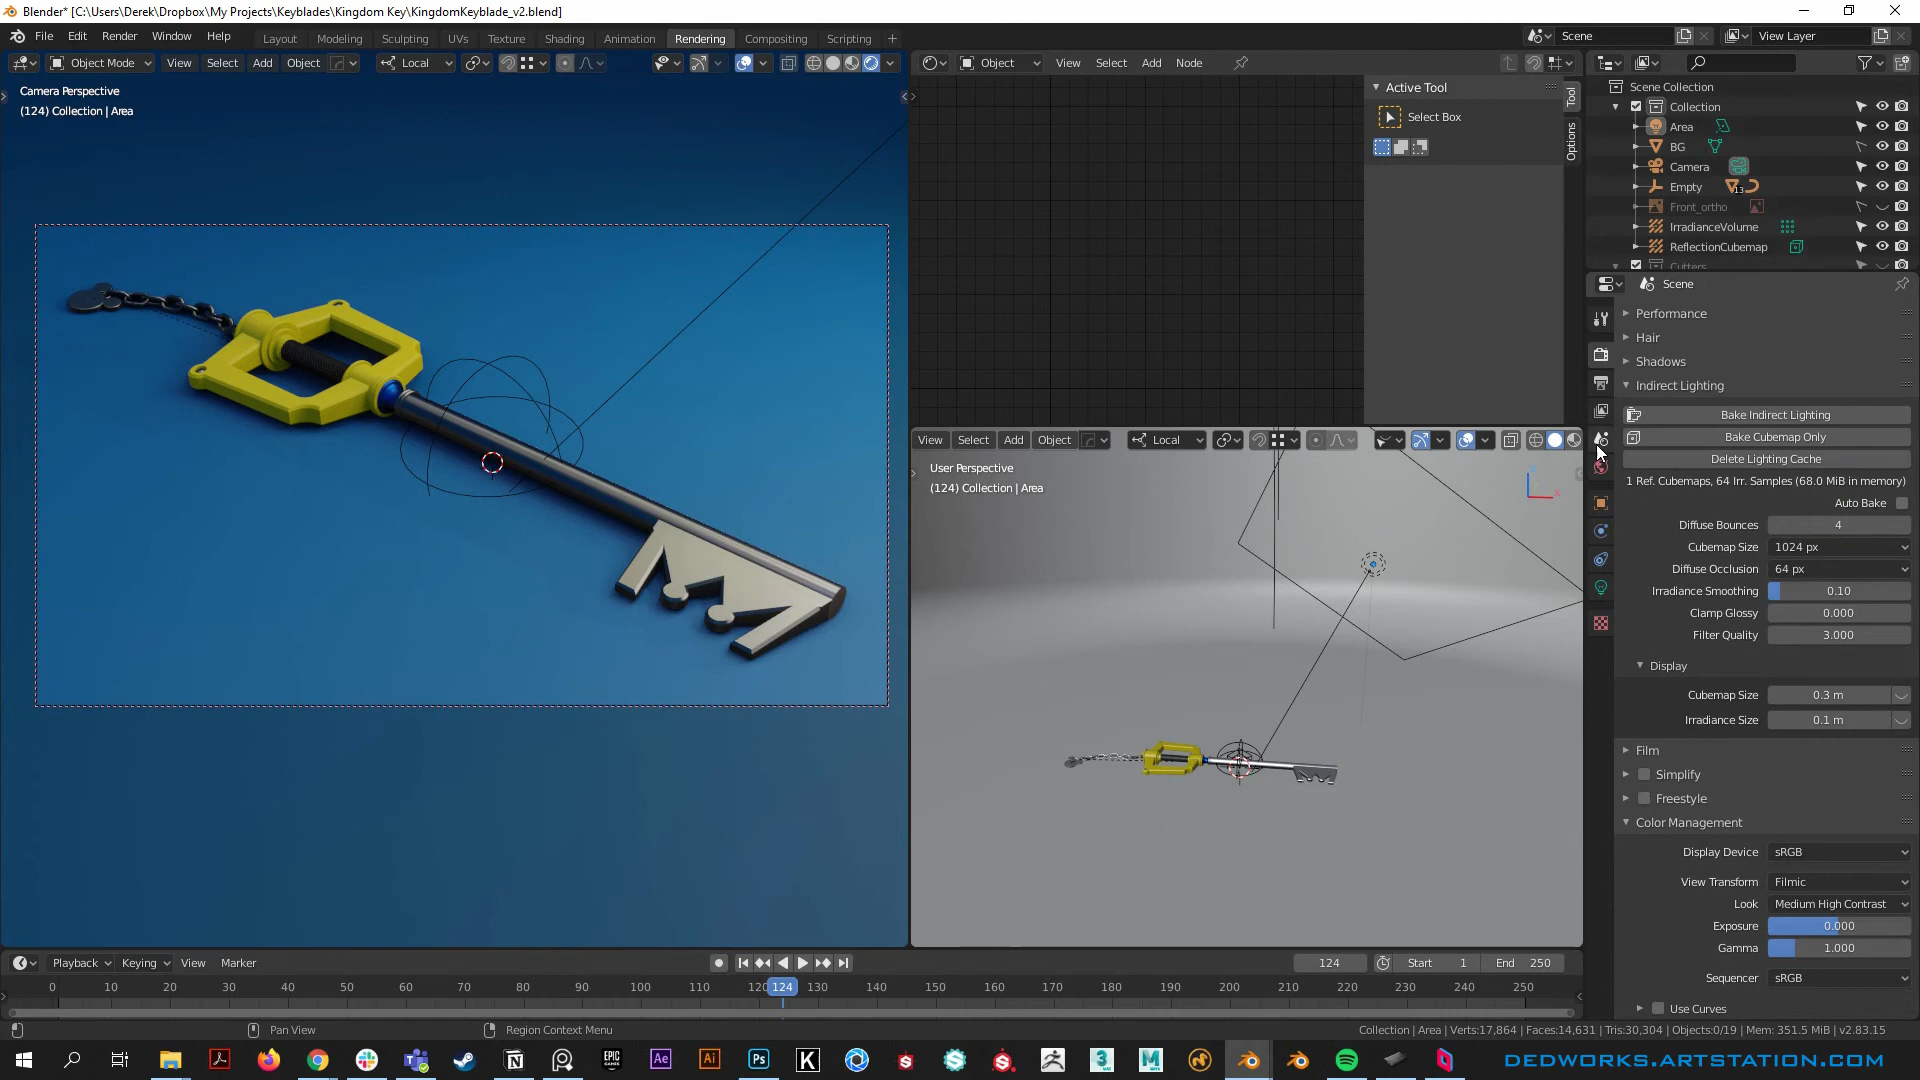 Blender* [C:\Users\Derek\Dropbox\My Projects\Keyblades\Kingdom Key\KingdomKeyblade_v2.blend]
File Edit Render Window Help Layout Modeling Sculpting UVs Texture Shading Animation Rendering Compositing Scripting + Scene View Layer
Object Mode View Select Add Object Local
Camera Perspective
(124) Collection | Area
Object View Select Add Node
Active Tool
Select Box
Tool
Options
View Select Add Object Local
User Perspective
(124) Collection | Area
Scene Collection
Collection
Area
BG
Camera
Empty 13
Front_ortho
IrradianceVolume
ReflectionCubemap
Cutters
Scene
Performance
Hair
Shadows
Indirect Lighting
Bake Indirect Lighting
Bake Cubemap Only
Delete Lighting Cache
1 Ref. Cubemaps, 64 Irr. Samples (68.0 MiB in memory)
Auto Bake
Diffuse Bounces 4
Cubemap Size 1024 px
Diffuse Occlusion 64 px
Irradiance Smoothing 0.10
Clamp Glossy 0.000
Filter Quality 3.000
Display
Cubemap Size 0.3 m
Irradiance Size 0.1 m
Film
Simplify
Freestyle
Color Management
Display Device sRGB
View Transform Filmic
Look Medium High Contrast
Exposure 0.000
Gamma 1.000
Sequencer sRGB
Use Curves
Playback Keying View Marker 124 Start 1 End 250
0 10 20 30 40 50 60 70 80 90 100 110 120 124 130 140 150 160 170 180 190 200 210 220 230 240 250
Pan View Region Context Menu Collection | Area | Verts:17,864 | Faces:14,631 | Tris:30,304 | Objects:0/19 | Mem: 351.5 MiB | v2.83.15
DEDWORKS.ARTSTATION.COM